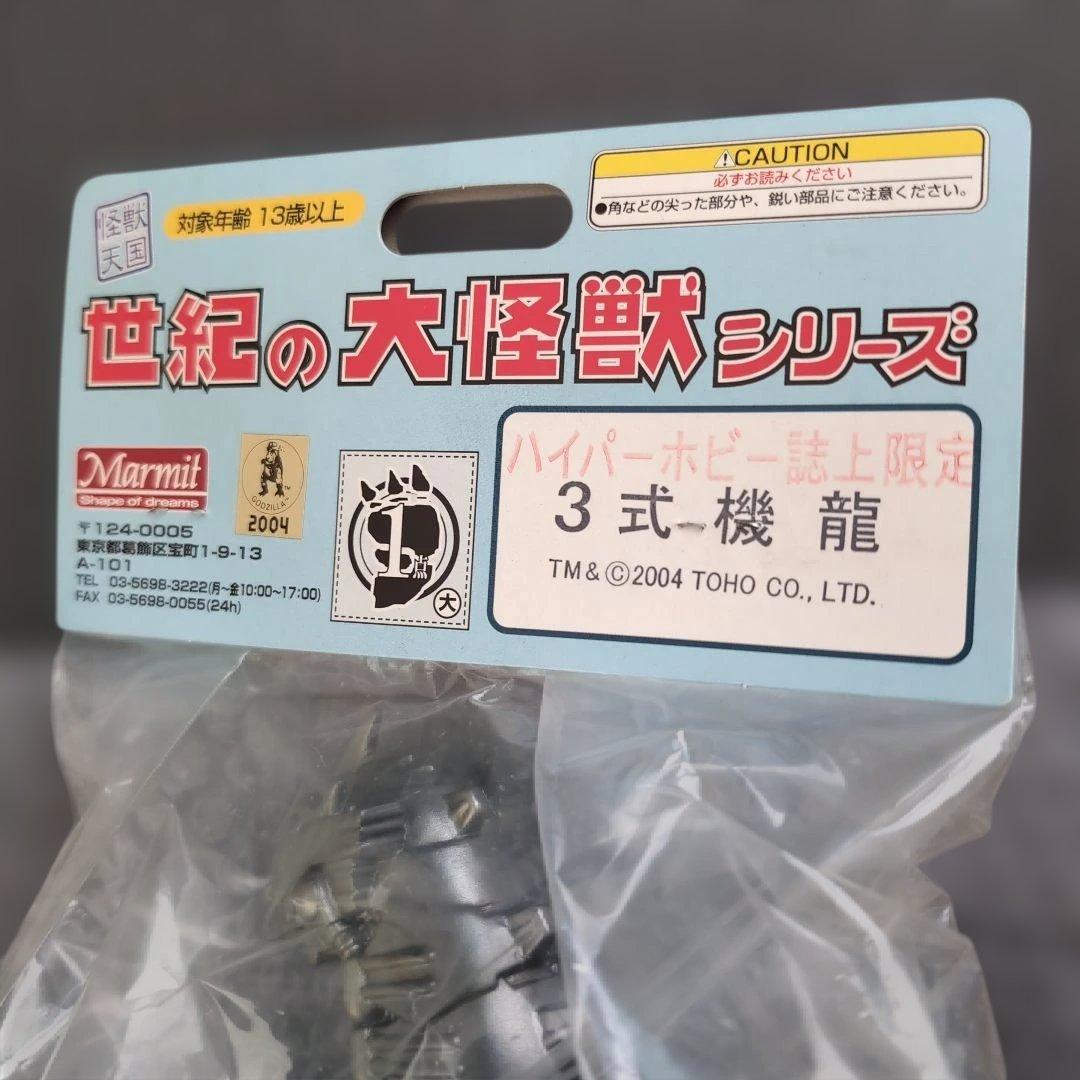 怪獣
天国
対象年齢 13歳以上
⚠CAUTION
必ずお読みください
●角などの尖った部分や、鋭い部品にご注意ください。
世紀の大怪獣シリーズ
Marmit
Shape of dreams
GODZILLA™
2004
1点
大
〒124-0005
東京都葛飾区宝町1-9-13
A-101
TEL 03-5698-3222(月~金10:00~17:00)
FAX 03-5698-0055(24h)
ハイパーホビー誌上限定
3式機龍
TM&©2004 TOHO CO., LTD.